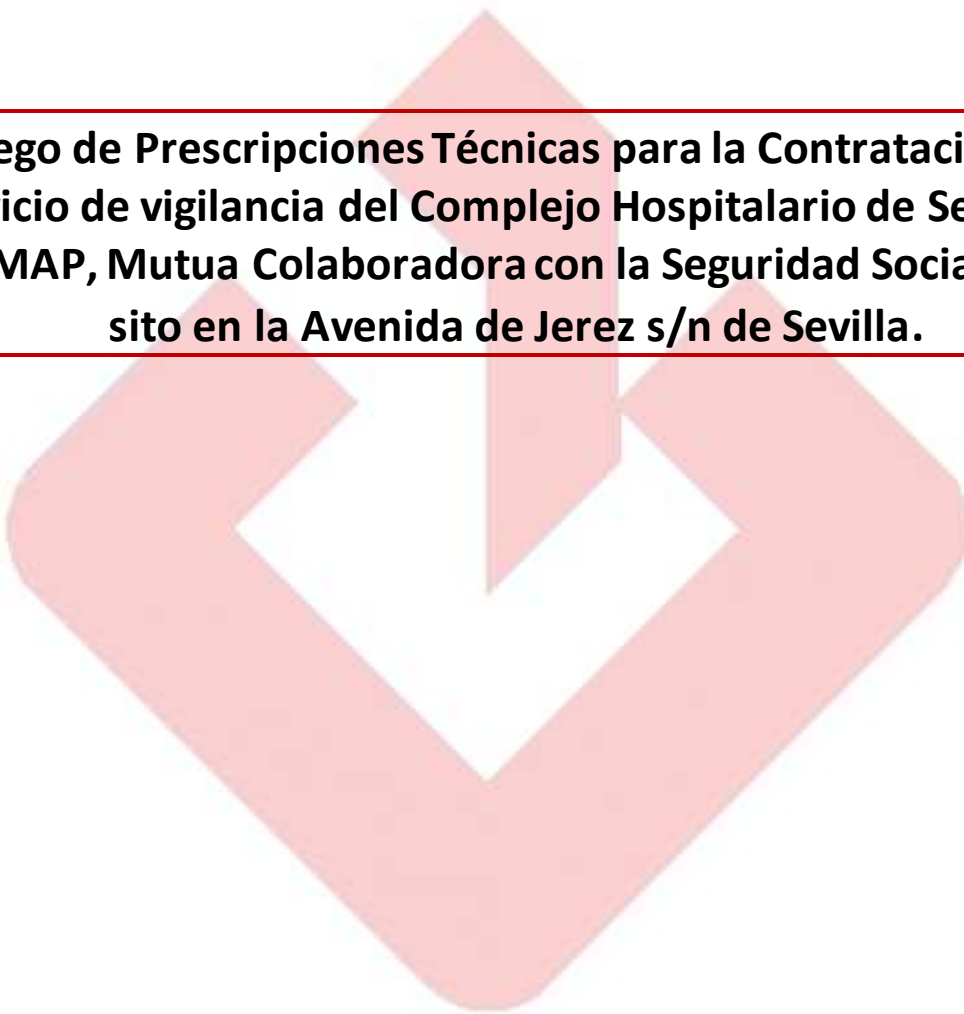 ego de Prescripciones Técnicas para la Contrataci
icio de vigilancia del Complejo Hospitalario de Se
MAP, Mutua Colaboradora con la Seguridad Socia
sito en la Avenida de Jerez s/n de Sevilla.